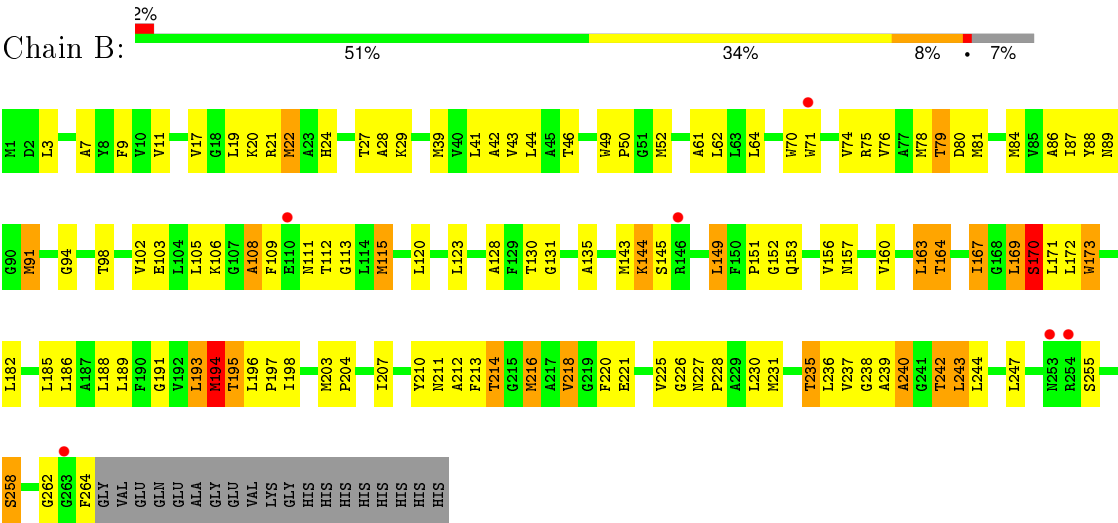 2%
Chain B:
51% 34% 8% • 7%
M1 D2 L3 A7 Y8 F9 V10 V11 V17 G18 L19 K20 R21 M22 A23 H24 T27 A28 K29 M39 V40 L41 A42 V43 L44 A45 T46 W49 P50 G51 M52 A61 L62 L63 L64 W70 W71 V74 R75 V76 A77 M78 T79 D80 M81 M84 V85 A86 I87 Y88 N89
G90 M91 G94 T98 V102 E103 L104 L105 K106 G107 A108 F109 E110 N111 T112 G113 L114 M115 L120 L123 A128 F129 T130 G131 A135 M143 K144 S145 R146 L149 F150 P151 G152 Q153 V156 N157 V160 L163 T164 I167 G168 L169 S170 L171 L172 W173
L182 L185 L186 A187 L188 L189 F190 G191 V192 L193 M194 T195 L196 P197 I198 M203 P204 I207 Y210 N211 A212 F213 T214 G215 M216 A217 V218 G219 F220 E221 V225 G226 N227 P228 A229 L230 M231 T235 L236 V237 G238 A239 A240 G241 T242 L243 L244 L247 N253 R254 S255
S258 G262 G263 F264 GLY VAL GLU GLN GLU ALA GLY GLU VAL LYS GLY HIS HIS HIS HIS HIS HIS HIS HIS